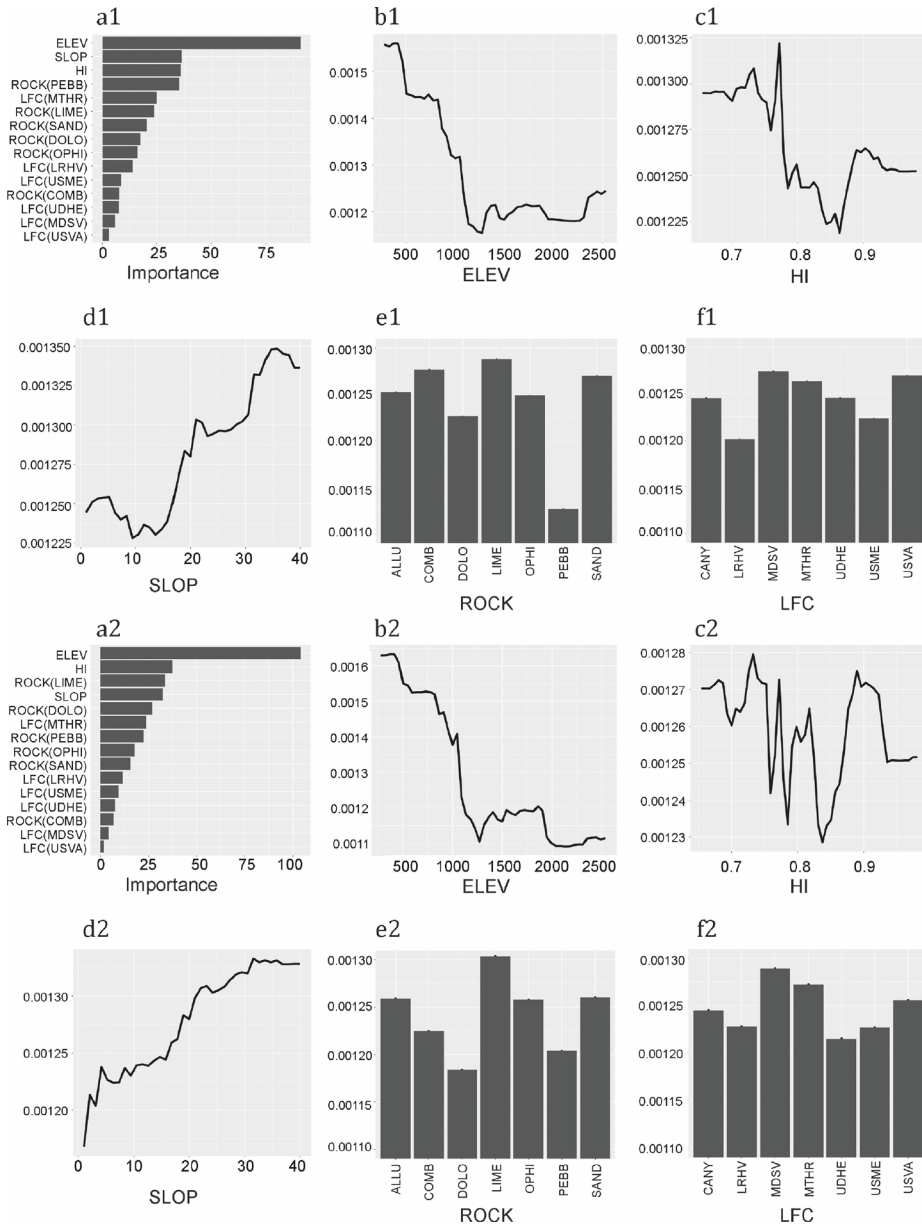 a1
ELEV
SLOP
HI
ROCK(PEBB)
LFC(MTHR)
ROCK(LIME)
ROCK(SAND)
ROCK(DOLO)
ROCK(OPHI)
LFC(LRHV)
LFC(USME)
ROCK(COMB)
LFC(UDHE)
LFC(MDSV)
LFC(USVA)
0 25 50 75
Importance
b1
0.0015
0.0014
0.0013
0.0012
500 1000 1500 2000 2500
ELEV
c1
0.001325
0.001300
0.001275
0.001250
0.001225
0.7 0.8 0.9
HI
d1
0.001350
0.001325
0.001300
0.001275
0.001250
0.001225
0 10 20 30 40
SLOP
e1
0.00130
0.00125
0.00120
0.00115
0.00110
ALLU COMB DOLO LIME OPHI PEBB SAND
ROCK
f1
0.00130
0.00125
0.00120
0.00115
0.00110
CANY LRHV MDSV MTHR UDHE USME USVA
LFC
a2
ELEV
HI
ROCK(LIME)
SLOP
ROCK(DOLO)
LFC(MTHR)
ROCK(PEBB)
ROCK(OPHI)
ROCK(SAND)
LFC(LRHV)
LFC(USME)
LFC(UDHE)
ROCK(COMB)
LFC(MDSV)
LFC(USVA)
0 25 50 75 100
Importance
b2
0.0016
0.0015
0.0014
0.0013
0.0012
0.0011
500 1000 1500 2000 2500
ELEV
c2
0.00128
0.00127
0.00126
0.00125
0.00124
0.00123
0.7 0.8 0.9
HI
d2
0.00130
0.00125
0.00120
0 10 20 30 40
SLOP
e2
0.00130
0.00125
0.00120
0.00115
0.00110
ALLU COMB DOLO LIME OPHI PEBB SAND
ROCK
f2
0.00130
0.00125
0.00120
0.00115
0.00110
CANY LRHV MDSV MTHR UDHE USME USVA
LFC